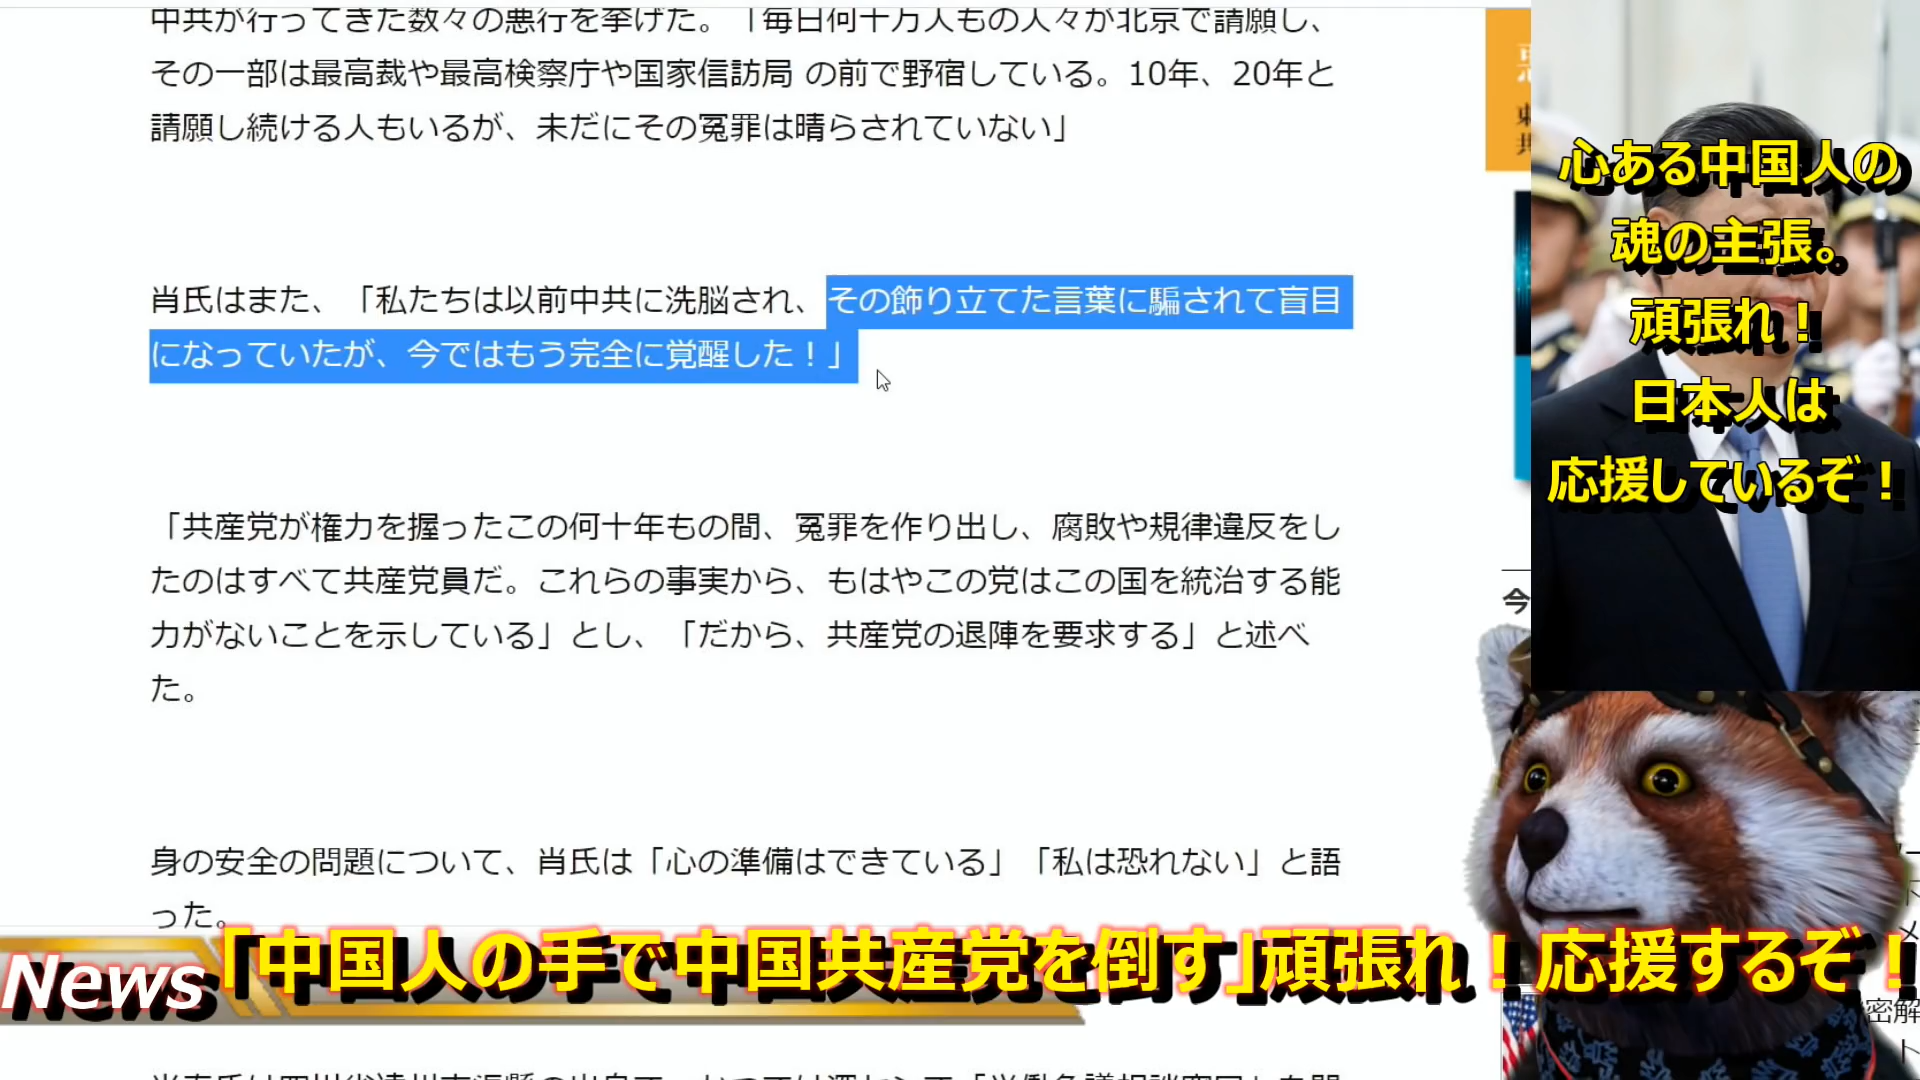 中共が行ってきた数々の悪行を挙げた。「毎日何十万人もの人々が北京で請願し、
その一部は最高裁や最高検察庁や国家信訪局 の前で野宿している。10年、20年と
請願し続ける人もいるが、未だにその冤罪は晴らされていない」
肖氏はまた、「私たちは以前中共に洗脳され、その飾り立てた言葉に騙されて盲目
になっていたが、今ではもう完全に覚醒した！」
「共産党が権力を握ったこの何十年もの間、冤罪を作り出し、腐敗や規律違反をし
たのはすべて共産党員だ。これらの事実から、もはやこの党はこの国を統治する能
力がないことを示している」とし、「だから、共産党の退陣を要求する」と述べ
た。
身の安全の問題について、肖氏は「心の準備はできている」「私は恐れない」と語
った。
心ある中国人の
魂の主張。
頑張れ！
日本人は
応援しているぞ！
今
News
「中国人の手で中国共産党を倒す」頑張れ！応援するぞ！
密解
ト